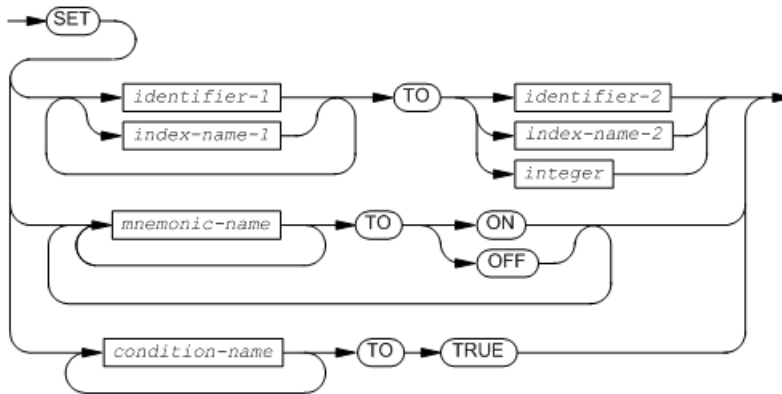 SET
identifier-1 TO identifier-2
index-name-1 index-name-2
integer
mnemonic-name TO ON
OFF
condition-name TO TRUE